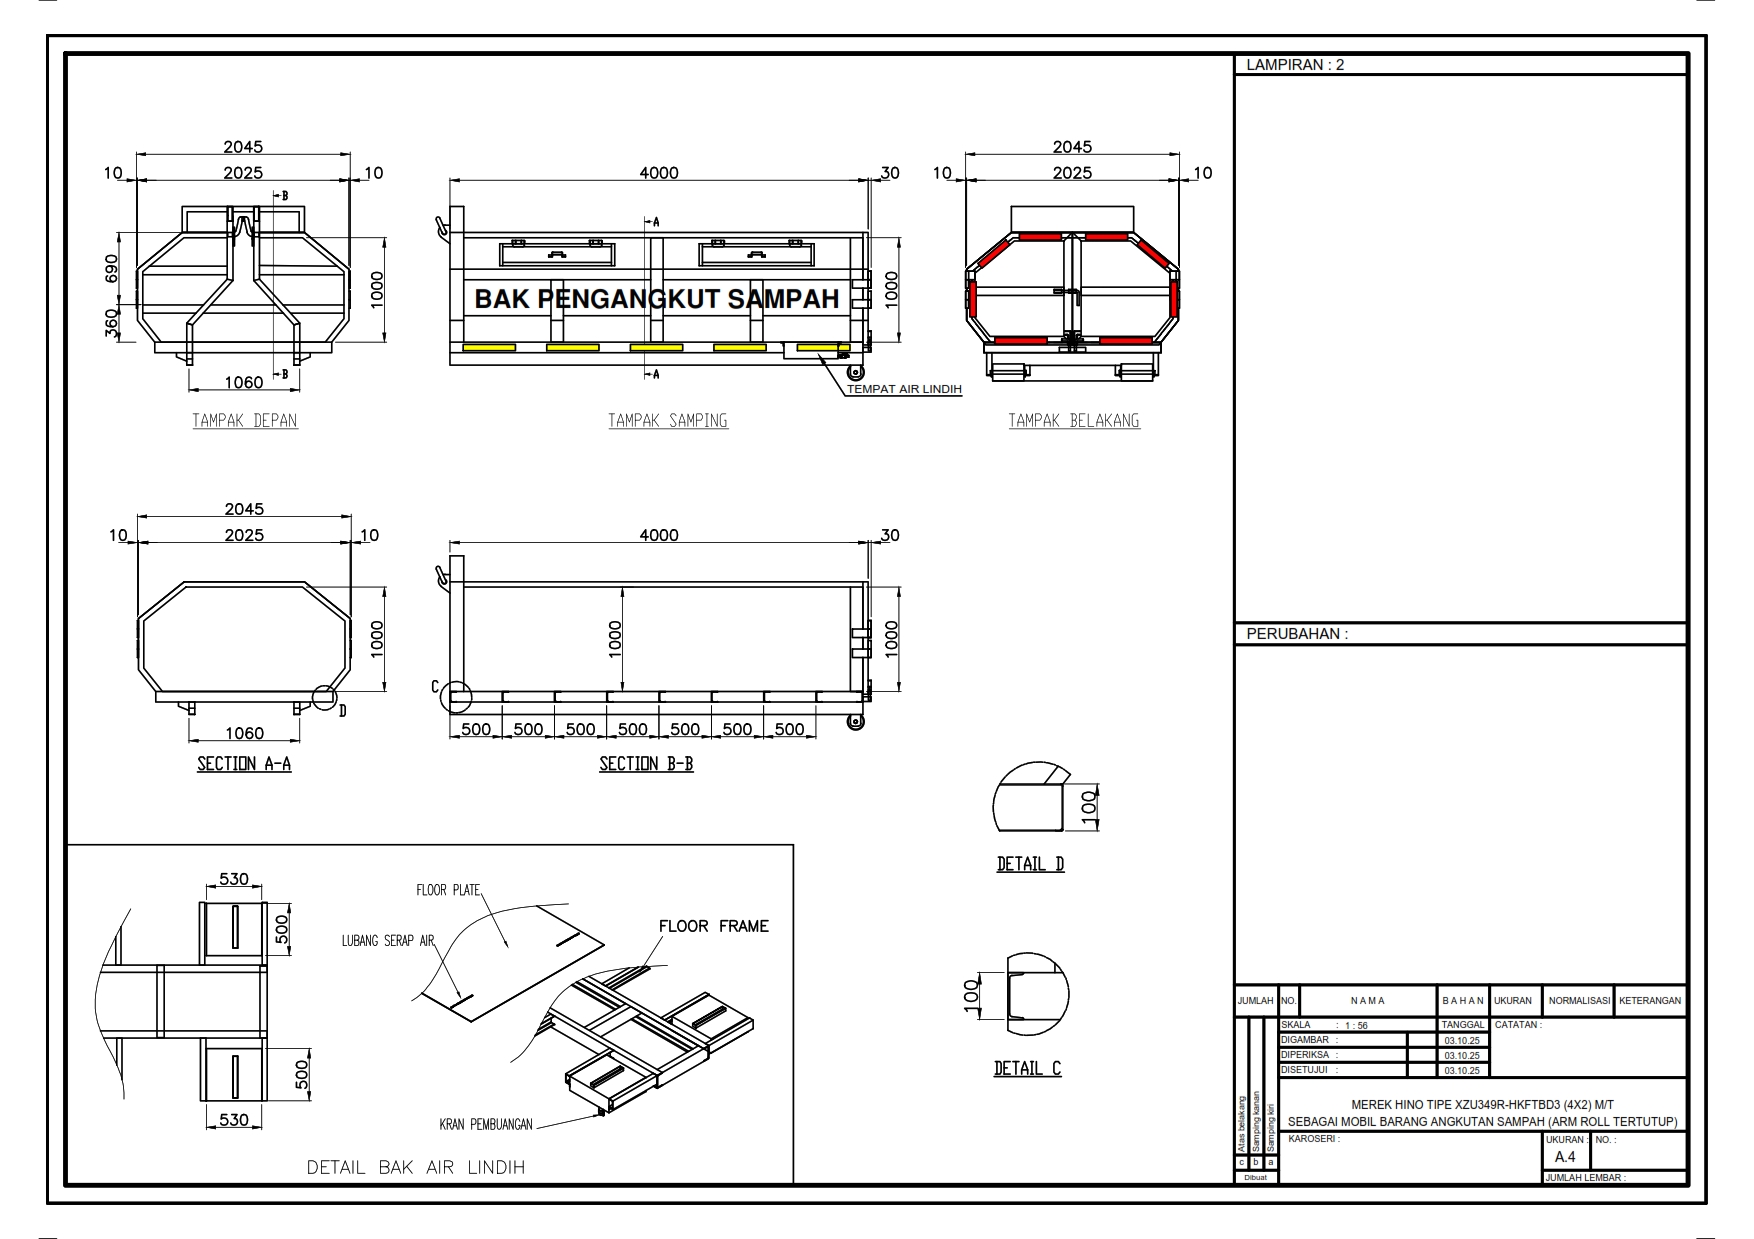 LAMPIRAN : 2
2045
10 2025 10
B
690
360
1000
B
1060
TAMPAK DEPAN
4000 30
A
BAK PENGANGKUT SAMPAH
1000
A
TEMPAT AIR LINDIH
TAMPAK SAMPING
2045
10 2025 10
TAMPAK BELAKANG
2045
10 2025 10
1000
D
1060
SECTION A-A
4000 30
1000
1000
C
500 500 500 500 500 500 500
SECTION B-B
100
DETAIL D
100
DETAIL C
530
500
500
530
FLOOR PLATE
LUBANG SERAP AIR
FLOOR FRAME
KRAN PEMBUANGAN
DETAIL BAK AIR LINDIH
PERUBAHAN :
JUMLAH NO. N A M A B A H A N UKURAN NORMALISASI KETERANGAN
SKALA : 1 : 56 TANGGAL CATATAN :
DIGAMBAR : 03.10.25
DIPERIKSA : 03.10.25
DISETUJUI : 03.10.25
Atas belakang
Samping kanan
Samping kiri
c b a
Dibuat
MEREK HINO TIPE XZU349R-HKFTBD3 (4X2) M/T
SEBAGAI MOBIL BARANG ANGKUTAN SAMPAH (ARM ROLL TERTUTUP)
KAROSERI :
UKURAN : NO. :
A.4
JUMLAH LEMBAR :